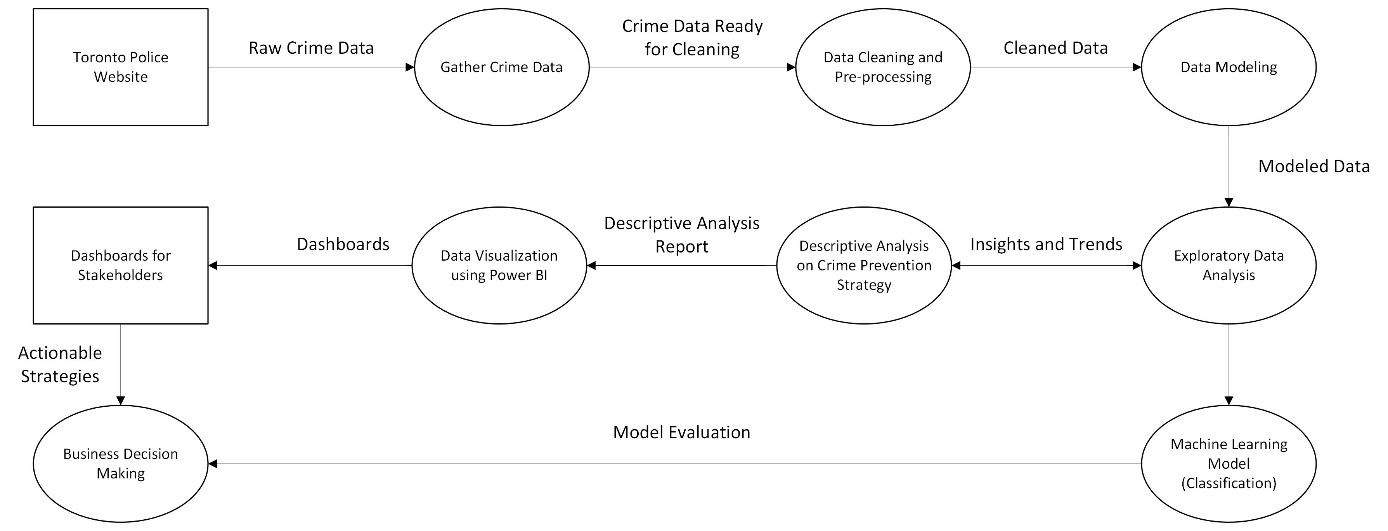 Toronto Police
Website
Raw Crime Data
Gather Crime Data
Crime Data Ready
for Cleaning
Data Cleaning and
Pre-processing
Cleaned Data
Data Modeling
Modeled Data
Dashboards for
Stakeholders
Dashboards
Data Visualization
using Power BI
Descriptive Analysis
Report
Descriptive Analysis
on Crime Prevention
Strategy
Insights and Trends
Exploratory Data
Analysis
Actionable
Strategies
Business Decision
Making
Model Evaluation
Machine Learning
Model
(Classification)